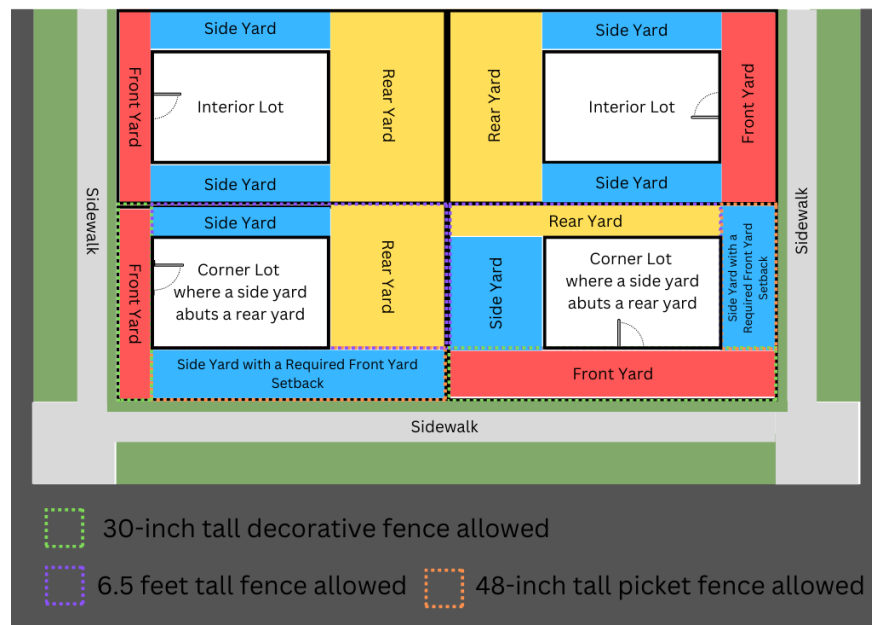 Side Yard
Side Yard
Front Yard
Interior Lot
Rear Yard
Rear Yard
Interior Lot
Front Yard
Side Yard
Side Yard
Sidewalk
Sidewalk
Side Yard
Rear Yard
Front Yard
Corner Lot
where a side yard
abuts a rear yard
Rear Yard
Side Yard
Corner Lot
where a side yard
abuts a rear yard
Side Yard with a
Required Front Yard
Setback
Side Yard with a Required Front Yard
Setback
Front Yard
Sidewalk
30-inch tall decorative fence allowed
6.5 feet tall fence allowed
48-inch tall picket fence allowed